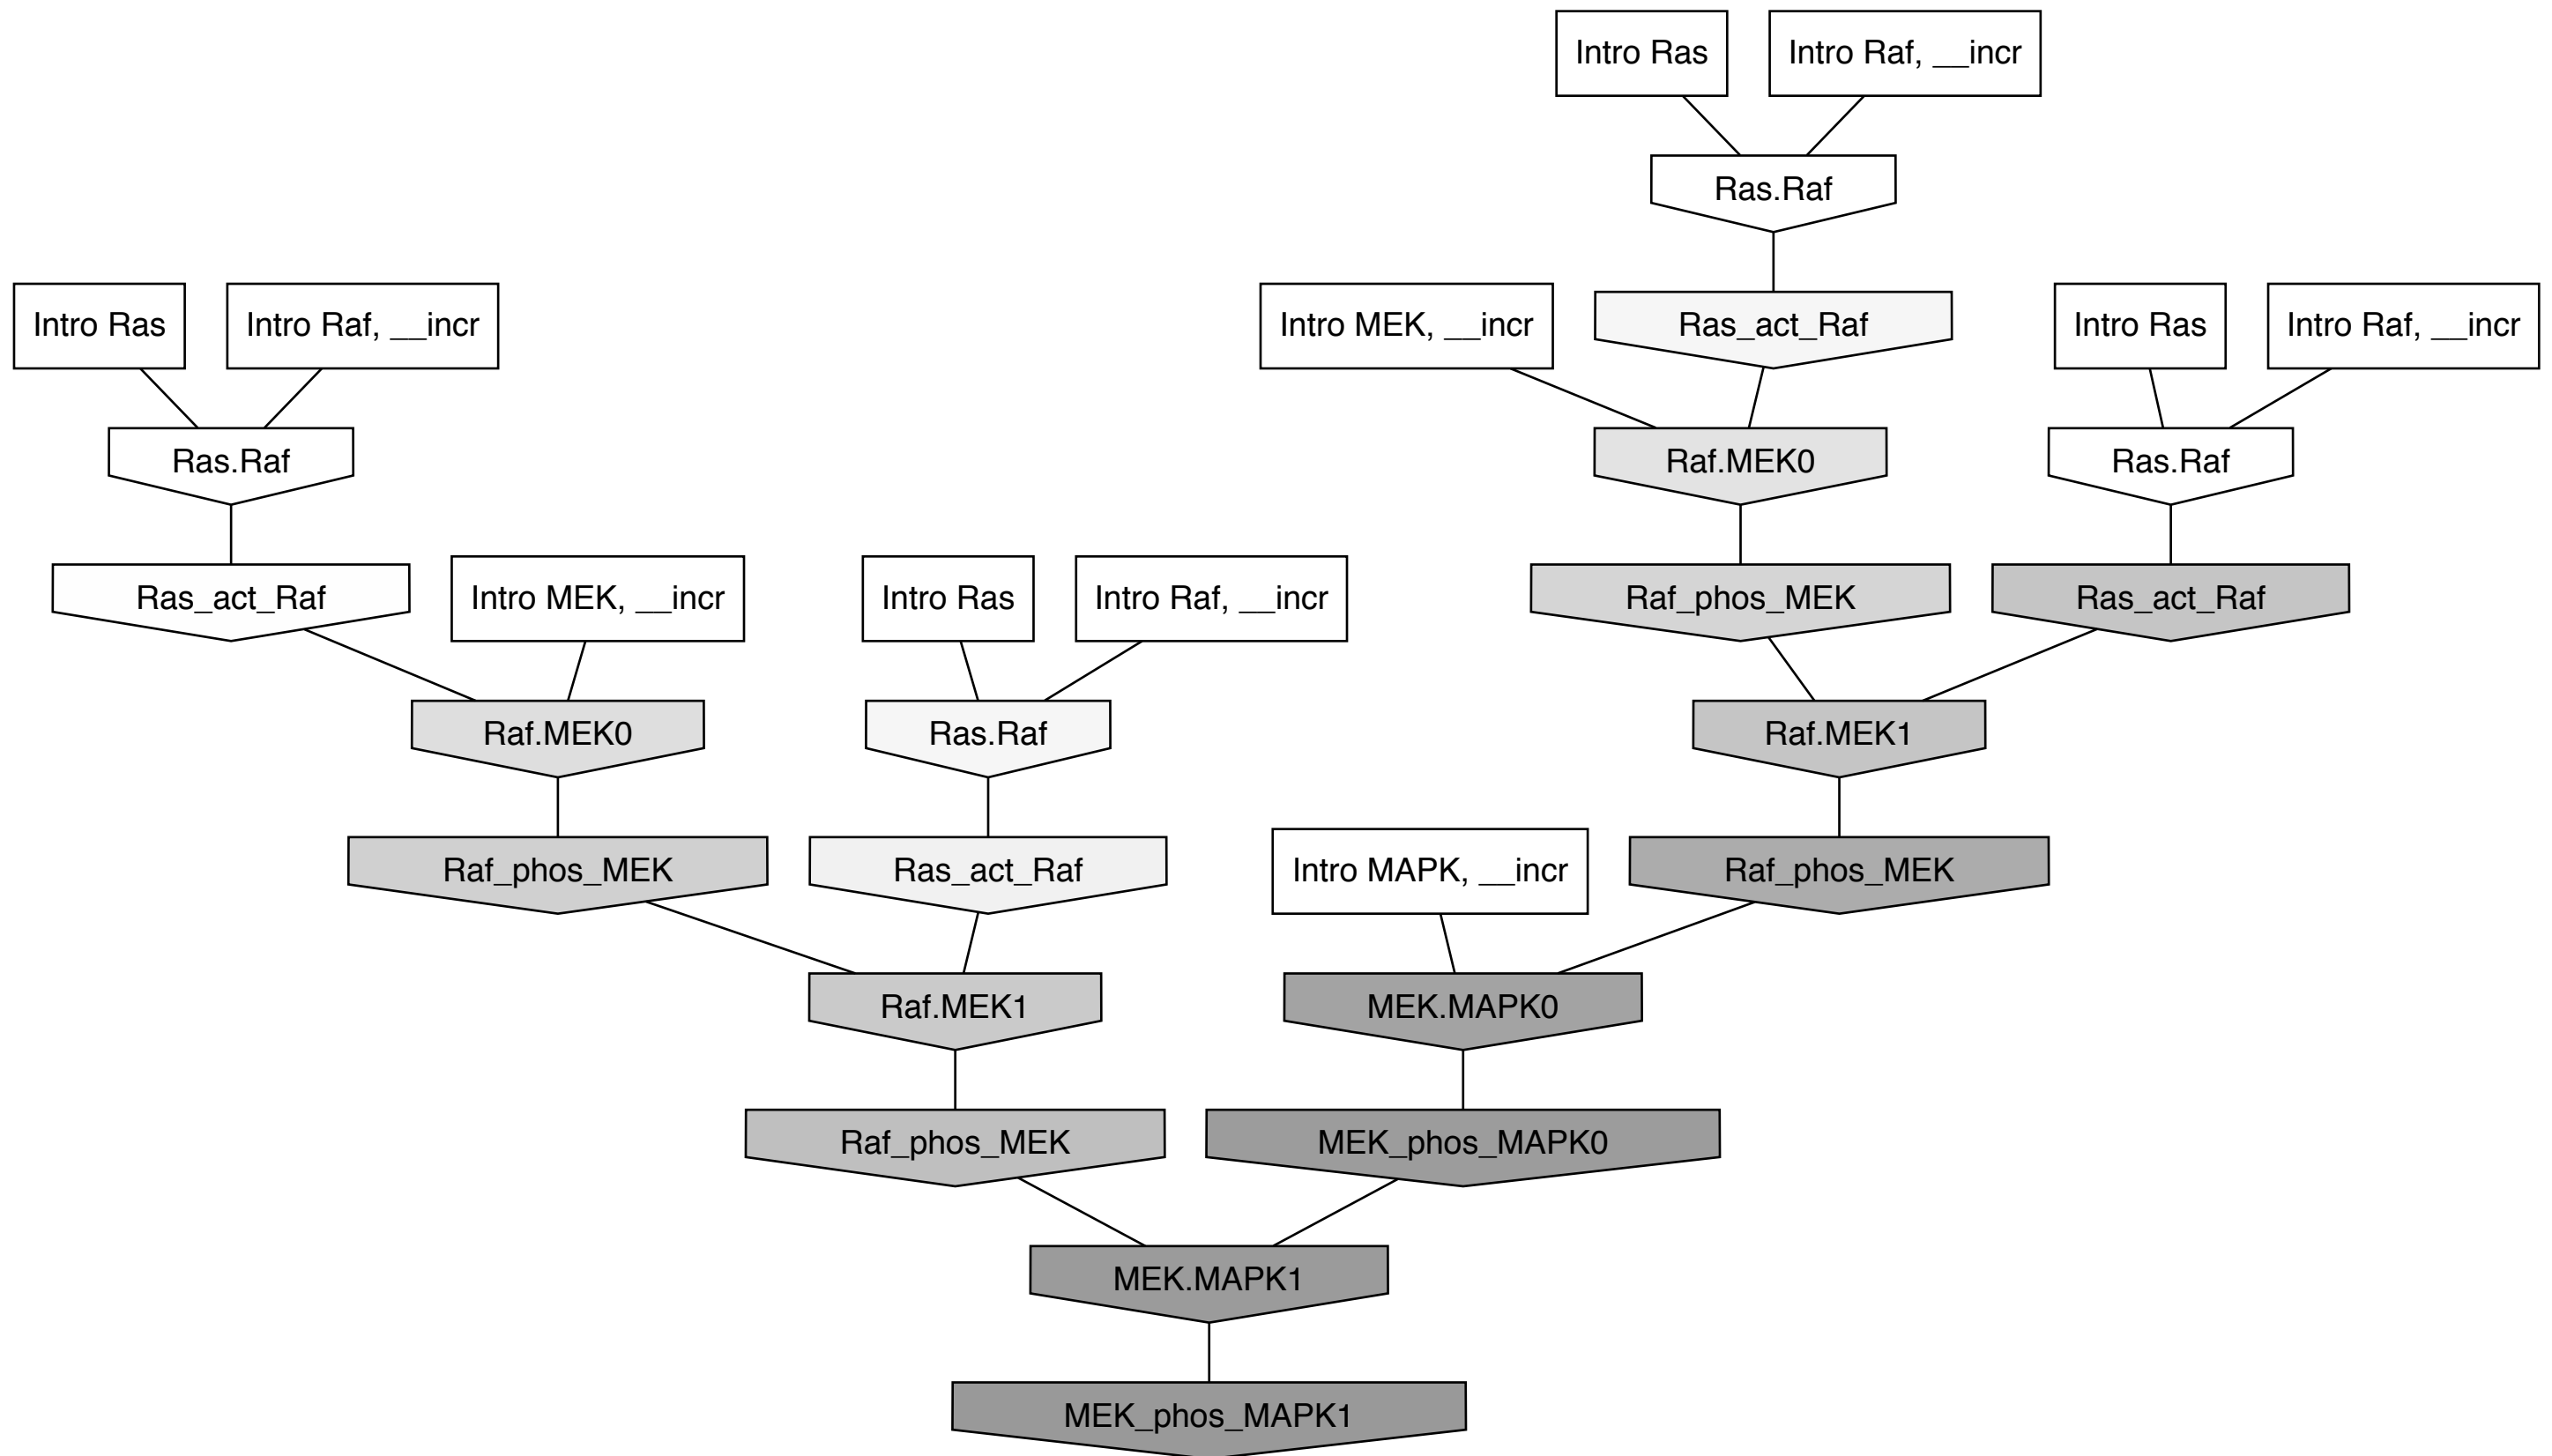 Intro Ras
Intro Raf, __incr
Ras.Raf
Intro Ras
Intro Raf, __incr
Intro MEK, __incr
Ras_act_Raf
Intro Ras
Intro Raf, __incr
Ras.Raf
Raf.MEK0
Ras.Raf
Ras_act_Raf
Intro MEK, __incr
Intro Ras
Intro Raf, __incr
Raf_phos_MEK
Ras_act_Raf
Raf.MEK0
Ras.Raf
Raf.MEK1
Raf_phos_MEK
Ras_act_Raf
Intro MAPK, __incr
Raf_phos_MEK
Raf.MEK1
MEK.MAPK0
Raf_phos_MEK
MEK_phos_MAPK0
MEK.MAPK1
MEK_phos_MAPK1